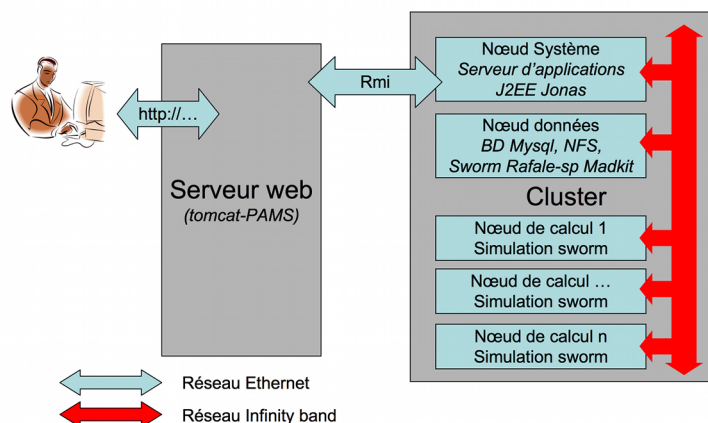 http://...
Serveur web
(tomcat-PAMS)
Rmi
Nœud Système
Serveur d'applications
J2EE Jonas
Nœud données
BD Mysql, NFS,
Sworm Rafale-sp Madkit
Cluster
Nœud de calcul 1
Simulation sworm
Nœud de calcul ...
Simulation sworm
Nœud de calcul n
Simulation sworm
Réseau Ethernet
Réseau Infinity band